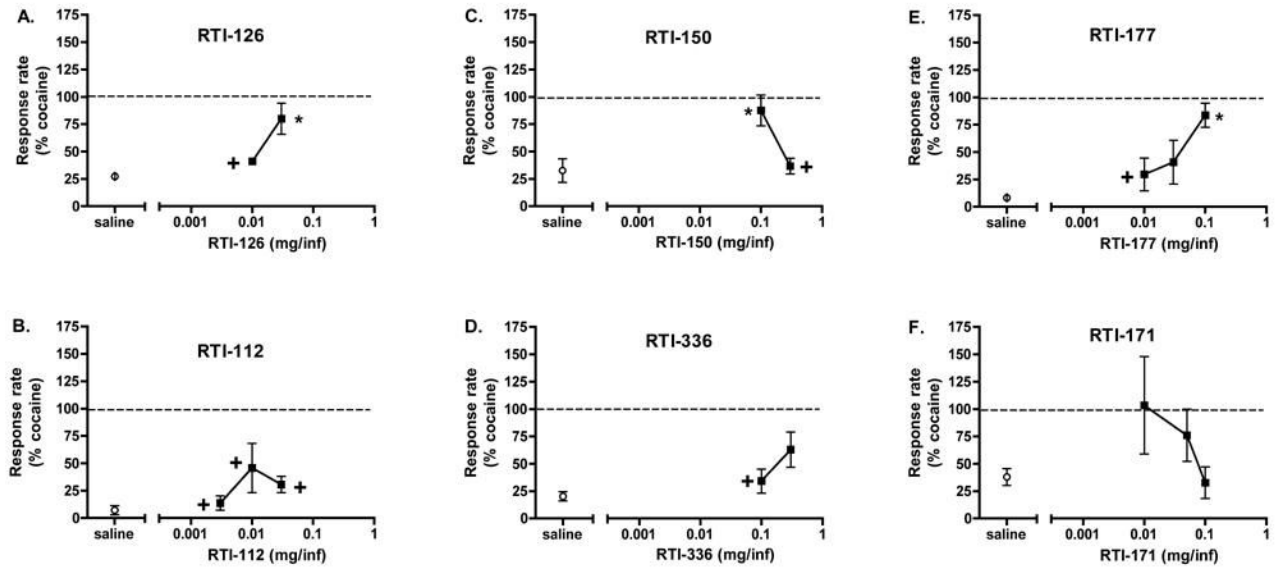 A.
RTI-126
Response rate
(% cocaine)
175
150
125
100
75
50
25
0
+
*
saline
0.001 0.01 0.1 1
RTI-126 (mg/inf)
C.
RTI-150
Response rate
(% cocaine)
175
150
125
100
75
50
25
0
*
+
saline
0.001 0.01 0.1 1
RTI-150 (mg/inf)
E.
RTI-177
Response rate
(% cocaine)
175
150
125
100
75
50
25
0
+
*
saline
0.001 0.01 0.1 1
RTI-177 (mg/inf)
B.
RTI-112
Response rate
(% cocaine)
175
150
125
100
75
50
25
0
+
+
+
saline
0.001 0.01 0.1 1
RTI-112 (mg/inf)
D.
RTI-336
Response rate
(% cocaine)
175
150
125
100
75
50
25
0
+
saline
0.001 0.01 0.1 1
RTI-336 (mg/inf)
F.
RTI-171
Response rate
(% cocaine)
175
150
125
100
75
50
25
0
saline
0.001 0.01 0.1 1
RTI-171 (mg/inf)